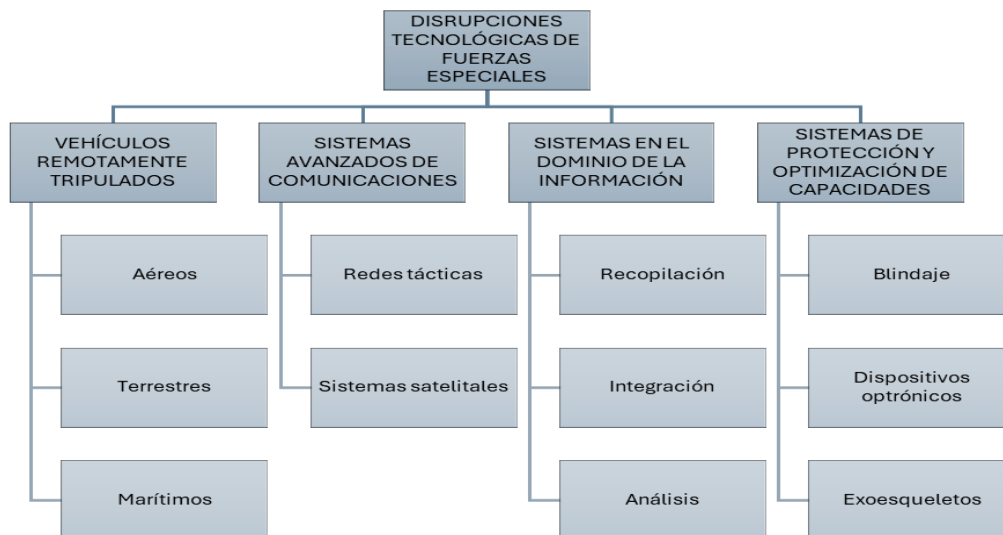 DISRUPCIONES
TECNOLÓGICAS DE
FUERZAS
ESPECIALES
VEHÍCULOS
REMOTAMENTE
TRIPULADOS
SISTEMAS
AVANZADOS DE
COMUNICACIONES
SISTEMAS EN EL
DOMINIO DE LA
INFORMACIÓN
SISTEMAS DE
PROTECCIÓN Y
OPTIMIZACIÓN DE
CAPACIDADES
Aéreos
Terrestres
Marítimos
Redes tácticas
Sistemas satelitales
Recopilación
Integración
Análisis
Blindaje
Dispositivos
optrónicos
Exoesqueletos